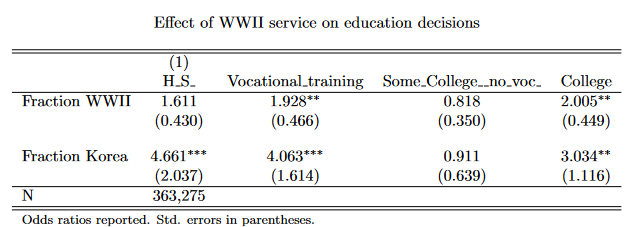 Effect of WWII service on education decisions
(1)
H_S_ Vocational_training Some_College__no_voc_ College
Fraction WWII 1.611 1.928** 0.818 2.005**
(0.430) (0.466) (0.350) (0.449)
Fraction Korea 4.661*** 4.063*** 0.911 3.034**
(2.037) (1.614) (0.639) (1.116)
N 363,275
Odds ratios reported. Std. errors in parentheses.